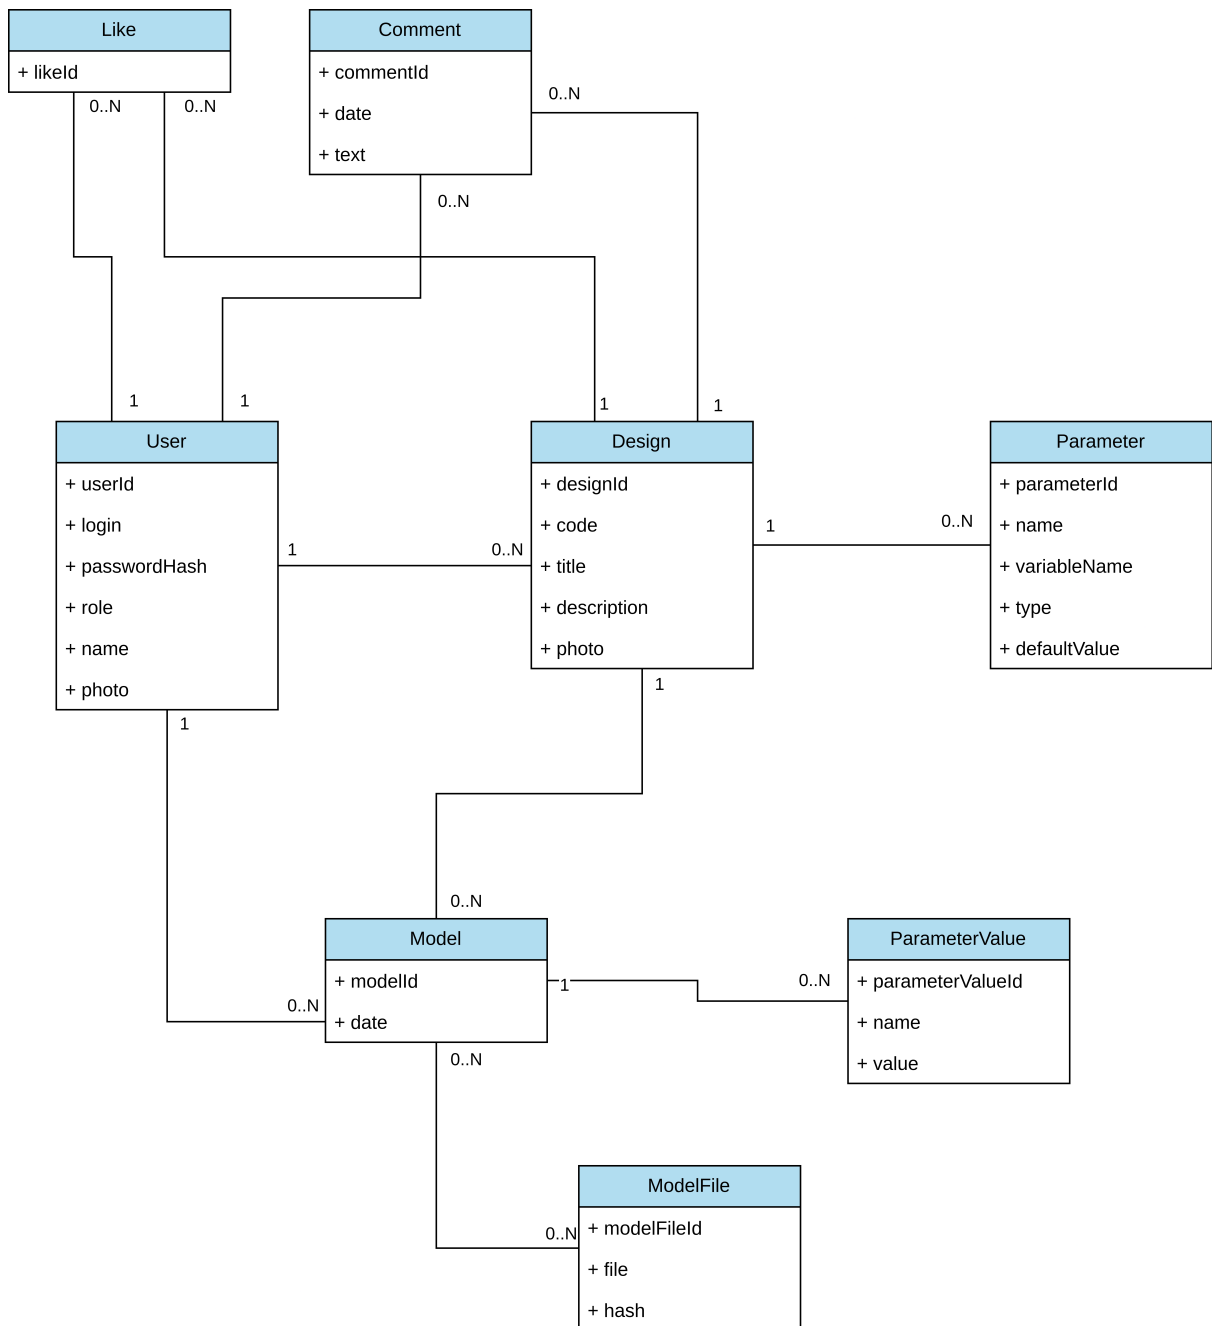 Like
+ likeId
0..N
0..N
Comment
+ commentId
+ date
+ text
0..N
0..N
1
1
1
1
User
+ userId
+ login
+ passwordHash
+ role
+ name
+ photo
1
0..N
1
Design
+ designId
+ code
+ title
+ description
+ photo
1
0..N
1
Parameter
+ parameterId
+ name
+ variableName
+ type
+ defaultValue
0..N
0..N
Model
+ modelId
+ date
1
0..N
0..N
ParameterValue
+ parameterValueId
+ name
+ value
0..N
ModelFile
+ modelFileId
+ file
+ hash